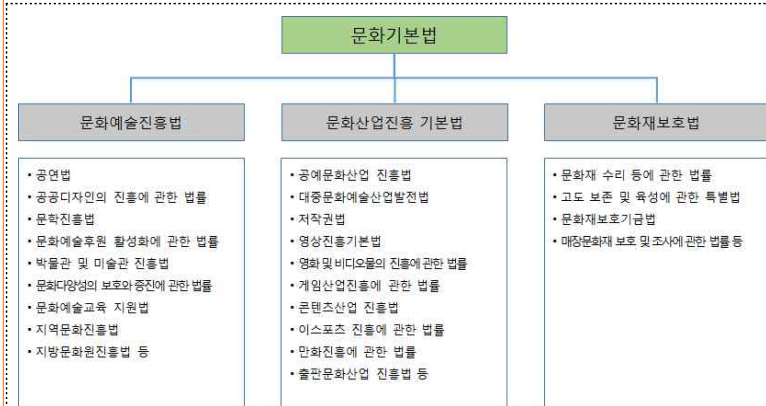 문화기본법
문화예술진흥법
• 공연법
• 공공디자인의 진흥에 관한 법률
• 문학진흥법
• 문화예술후원 활성화에 관한 법률
• 박물관 및 미술관 진흥법
• 문화다양성의 보호와 증진에 관한 법률
• 문화예술교육 지원법
• 지역문화진흥법
• 지방문화원진흥법 등
문화산업진흥 기본법
• 공예문화산업 진흥법
• 대중문화예술산업발전법
• 저작권법
• 영상진흥기본법
• 영화 및 비디오물의 진흥에 관한 법률
• 게임산업진흥에 관한 법률
• 콘텐츠산업 진흥법
• 이스포츠 진흥에 관한 법률
• 만화진흥에 관한 법률
• 출판문화산업 진흥법 등
문화재보호법
• 문화재 수리 등에 관한 법률
• 고도 보존 및 육성에 관한 특별법
• 문화재보호기금법
• 매장문화재 보호 및 조사에 관한 법률 등